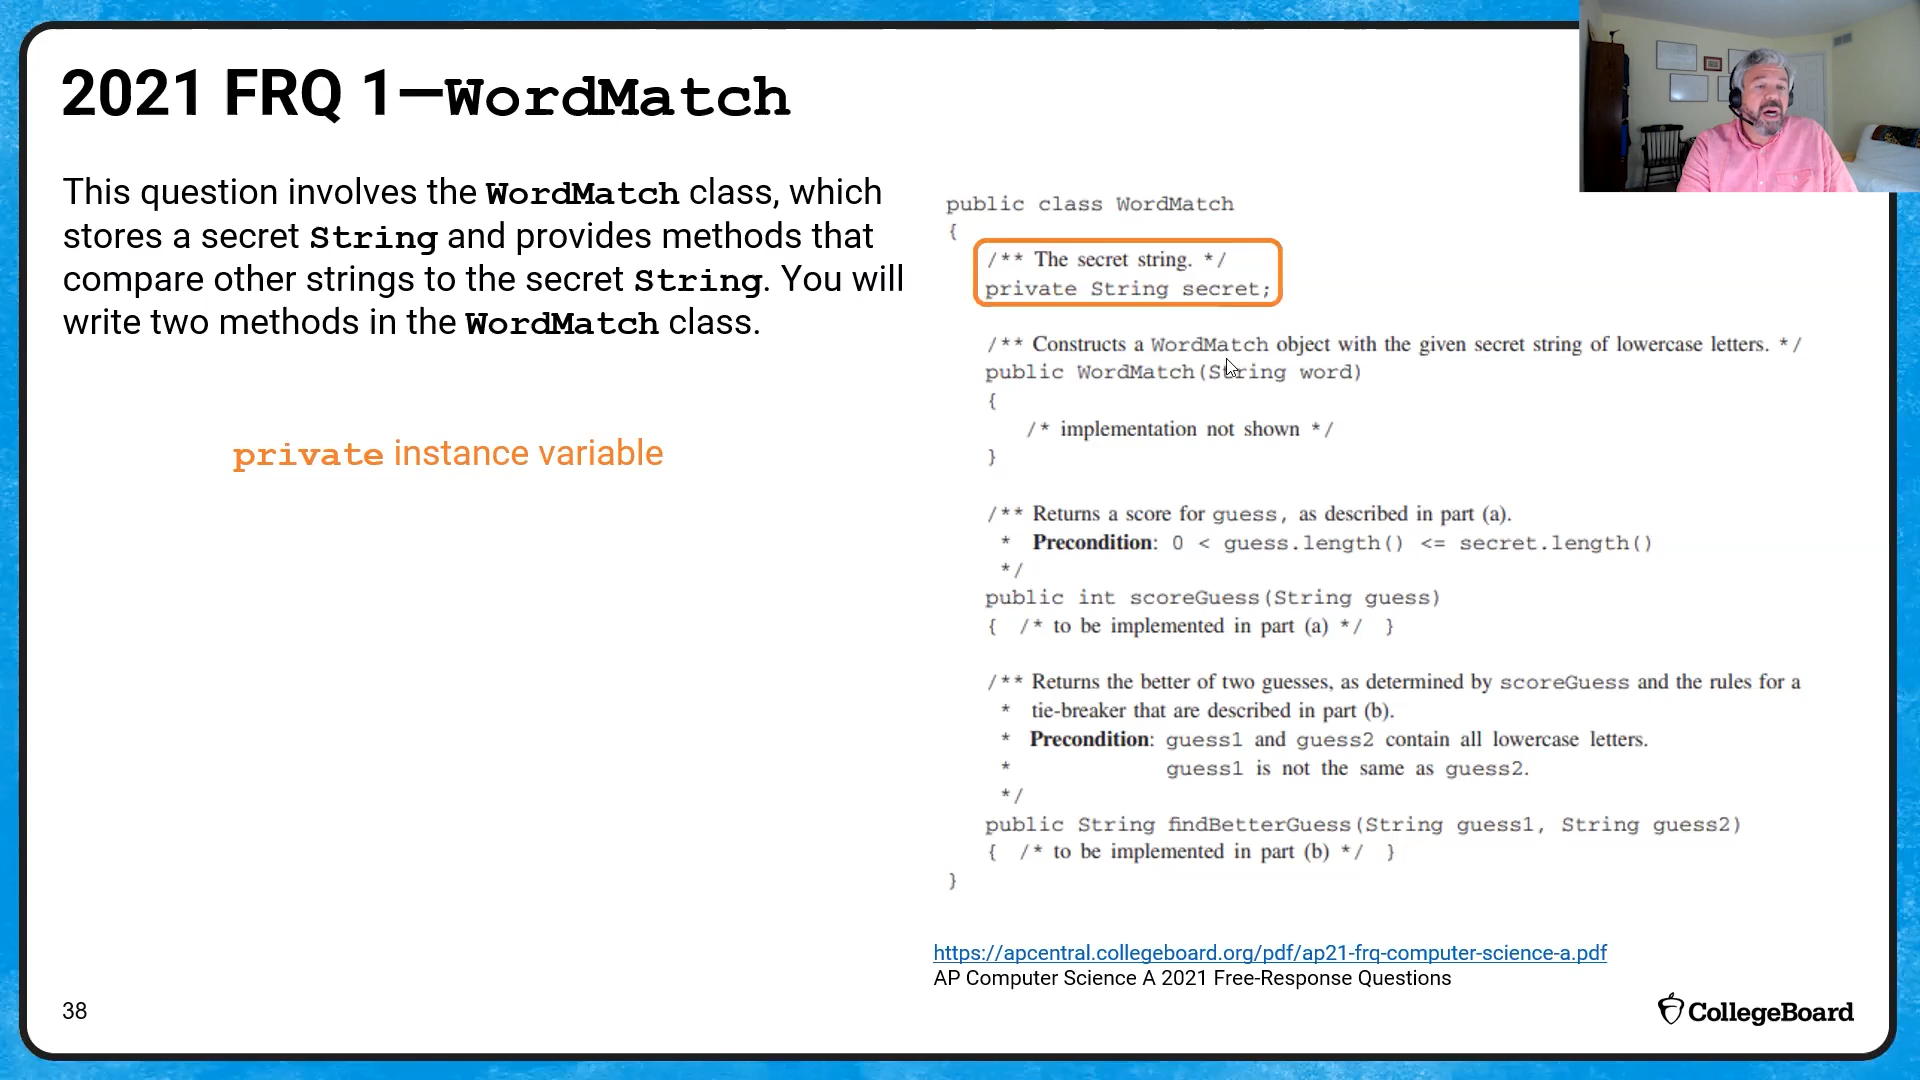 2021 FRQ 1—WordMatch
This question involves the WordMatch class, which
stores a secret String and provides methods that
compare other strings to the secret String. You will
write two methods in the WordMatch class.
private instance variable
public class WordMatch
{
/** The secret string. */
private String secret;
/** Constructs a WordMatch object with the given secret string of lowercase letters. */
public WordMatch(String word)
{
/* implementation not shown */
}
/** Returns a score for guess, as described in part (a).
* Precondition: 0 < guess.length() <= secret.length()
*/
public int scoreGuess(String guess)
{ /* to be implemented in part (a) */ }
/** Returns the better of two guesses, as determined by scoreGuess and the rules for a
* tie-breaker that are described in part (b).
* Precondition: guess1 and guess2 contain all lowercase letters.
* guess1 is not the same as guess2.
*/
public String findBetterGuess(String guess1, String guess2)
{ /* to be implemented in part (b) */ }
}
https://apcentral.collegeboard.org/pdf/ap21-frq-computer-science-a.pdf
AP Computer Science A 2021 Free-Response Questions
38
CollegeBoard